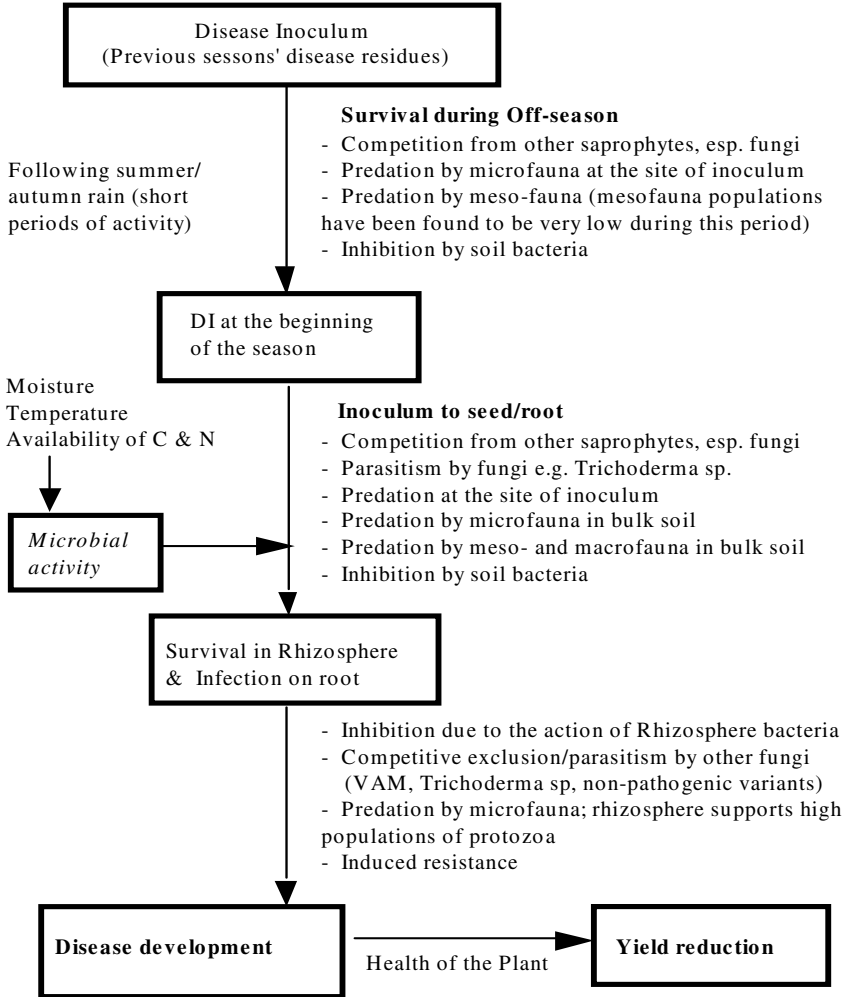 Disease Inoculum
(Previous sessons' disease residues)
Survival during Off-season
- Competition from other saprophytes, esp. fungi
- Predation by microfauna at the site of inoculum
- Predation by meso-fauna (mesofauna populations
have been found to be very low during this period)
- Inhibition by soil bacteria
Following summer/
autumn rain (short
periods of activity)
DI at the beginning
of the season
Moisture
Temperature
Availability of C & N
Inoculum to seed/root
- Competition from other saprophytes, esp. fungi
- Parasitism by fungi e.g. Trichoderma sp.
- Predation at the site of inoculum
- Predation by microfauna in bulk soil
- Predation by meso- and macrofauna in bulk soil
- Inhibition by soil bacteria
Microbial
activity
Survival in Rhizosphere
& Infection on root
- Inhibition due to the action of Rhizosphere bacteria
- Competitive exclusion/parasitism by other fungi
(VAM, Trichoderma sp, non-pathogenic variants)
- Predation by microfauna; rhizosphere supports high
populations of protozoa
- Induced resistance
Disease development
Health of the Plant
Yield reduction